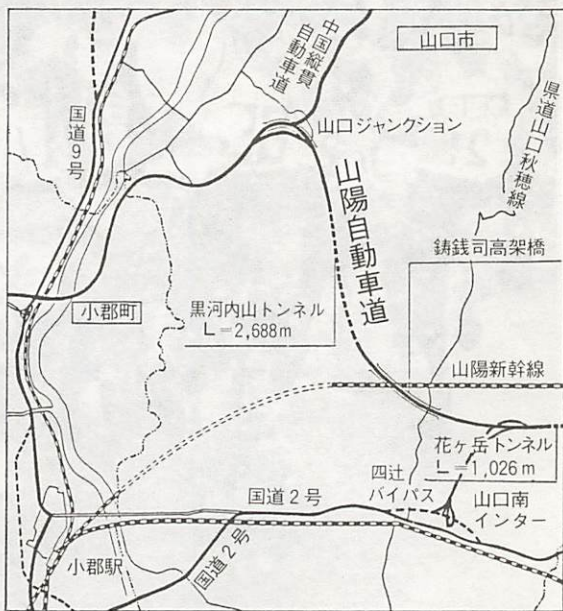 中国縦貫
自動車道
山口市
国道9号
山口ジャンクション
県道山口秋穂線
山陽自動車道
鋳銭司高架橋
小郡町
黒河内山トンネル
L=2,688m
山陽新幹線
花ヶ岳トンネル
L=1,026m
四辻
バイパス
国道2号
山口南
インター
小郡駅
国道2号